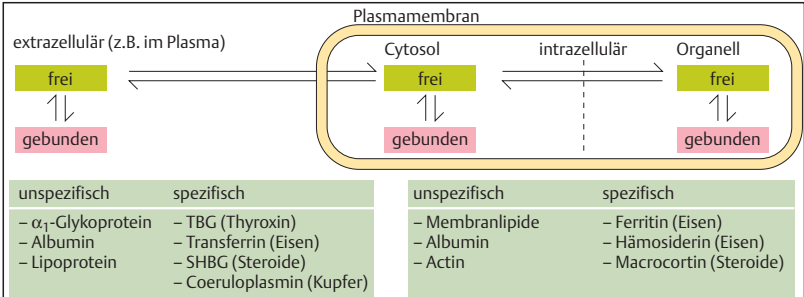 Plasmamembran
extrazellulär (z.B. im Plasma)
Cytosol intrazellulär Organell
frei frei frei
gebunden gebunden gebunden
unspezifisch spezifisch
– α1-Glykoprotein – TBG (Thyroxin)
– Albumin – Transferrin (Eisen)
– Lipoprotein – SHBG (Steroide)
– Coeruloplasmin (Kupfer)
unspezifisch spezifisch
– Membranlipide – Ferritin (Eisen)
– Albumin – Hämosiderin (Eisen)
– Actin – Macrocortin (Steroide)